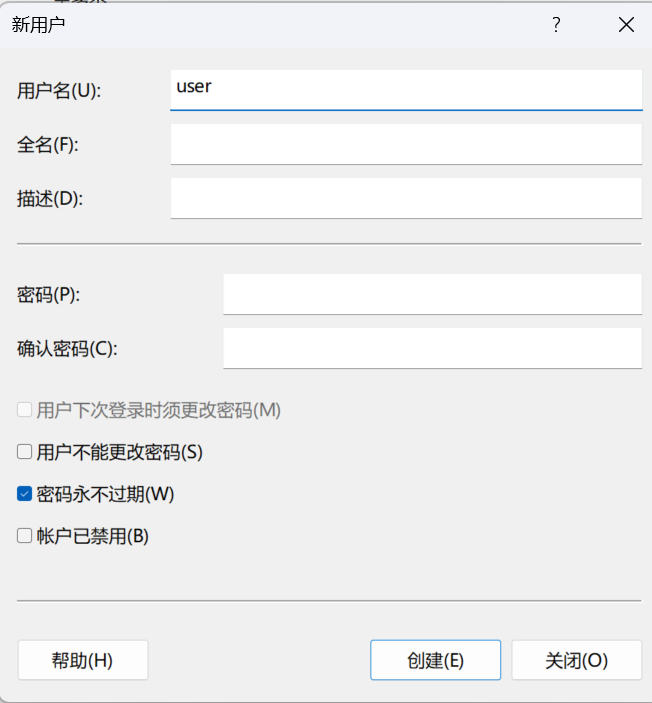 新用户 ?
用户名(U): user
全名(F):
描述(D):
密码(P):
确认密码(C):
用户下次登录时须更改密码(M)
用户不能更改密码(S)
密码永不过期(W)
帐户已禁用(B)
帮助(H) 创建(E) 关闭(O)